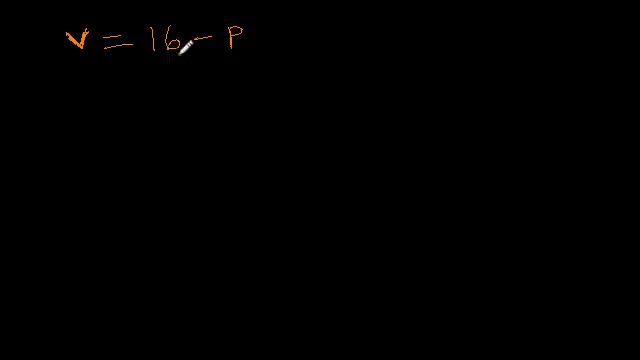 v = 16 - P